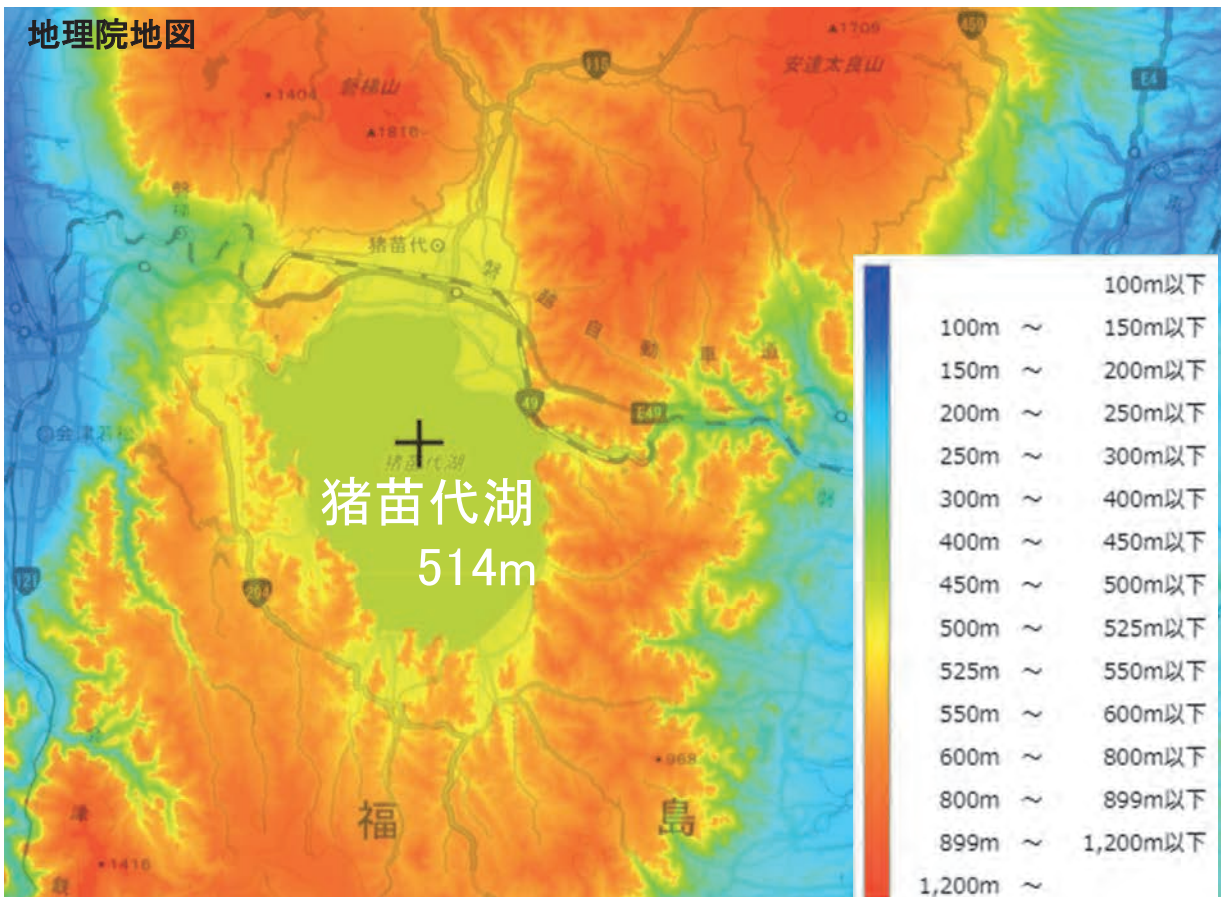 地理院地図
▲1709
459
115
安達太良山
E4
・1404
磐梯山
▲1816
猪苗代◎
磐
越
自
動
車
道
49
E49
◎会津若松
猪苗代湖
猪苗代湖
514m
121
294
・968
福
島
・1416
100m以下
100m ～ 150m以下
150m ～ 200m以下
200m ～ 250m以下
250m ～ 300m以下
300m ～ 400m以下
400m ～ 450m以下
450m ～ 500m以下
500m ～ 525m以下
525m ～ 550m以下
550m ～ 600m以下
600m ～ 800m以下
800m ～ 899m以下
899m ～ 1,200m以下
1,200m ～